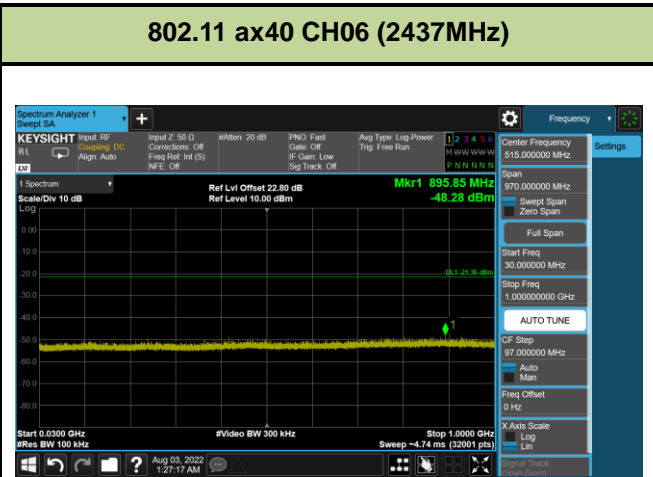 802.11 ax40 CH06 (2437MHz)
Spectrum Analyzer 1
Swept SA
Frequency
KEYSIGHT
RL
LXI
Input: RF
Coupling: DC
Align: Auto
Input Z: 50 Ω
Corrections: Off
Freq Ref: Int (S)
NFE: Off
#Atten: 20 dB
PNO: Fast
Gate: Off
IF Gain: Low
Sig Track: Off
Avg Type: Log-Power
Trig: Free Run
1 2 3 4 5 6
M W W W W W
P N N N N N
Center Frequency
515.000000 MHz
Settings
1 Spectrum
Ref Lvl Offset 22.80 dB
Mkr1 895.85 MHz
Scale/Div 10 dB
Ref Level 10.00 dBm
-48.28 dBm
Log
0.00
-10.0
-20.0
-30.0
-40.0
-50.0
-60.0
-70.0
-80.0
DL1 -21.36 dBm
1
Span
970.000000 MHz
Swept Span
Zero Span
Full Span
Start Freq
30.000000 MHz
Stop Freq
1.000000000 GHz
AUTO TUNE
CF Step
97.000000 MHz
Auto
Man
Freq Offset
0 Hz
X Axis Scale
Log
Lin
Signal Track
(Span Zoom)
Start 0.0300 GHz
#Video BW 300 kHz
Stop 1.0000 GHz
#Res BW 100 kHz
Sweep ~4.74 ms (32001 pts)
Aug 03, 2022
1:27:17 AM